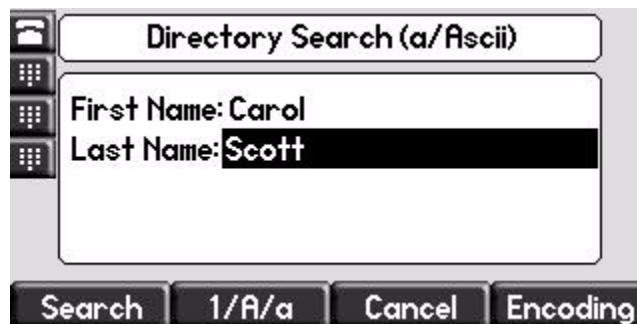 Directory Search (a/Ascii)
First Name: Carol
Last Name: Scott
Search 1/A/a Cancel Encoding